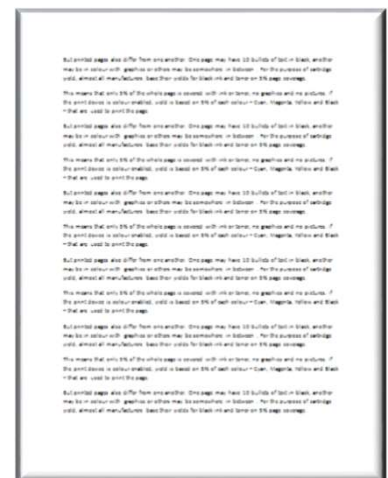 But printed pages also differ from one another. One page may have 10 bullets of text in black, another
may be in colour with graphics or others may be somewhere in between. For the purpose of cartridge
yield, almost all manufactures base their yields for black ink and toner on 5% page coverage.
This means that only 5% of the whole page is covered with ink or toner, no graphics and no pictures. If
the print device is colour enabled, yield is based on 5% of each colour – Cyan, Magenta, Yellow and Black
– that are used to print the page.
But printed pages also differ from one another. One page may have 10 bullets of text in black, another
may be in colour with graphics or others may be somewhere in between. For the purpose of cartridge
yield, almost all manufactures base their yields for black ink and toner on 5% page coverage.
This means that only 5% of the whole page is covered with ink or toner, no graphics and no pictures. If
the print device is colour enabled, yield is based on 5% of each colour – Cyan, Magenta, Yellow and Black
– that are used to print the page.
But printed pages also differ from one another. One page may have 10 bullets of text in black, another
may be in colour with graphics or others may be somewhere in between. For the purpose of cartridge
yield, almost all manufactures base their yields for black ink and toner on 5% page coverage.
This means that only 5% of the whole page is covered with ink or toner, no graphics and no pictures. If
the print device is colour enabled, yield is based on 5% of each colour – Cyan, Magenta, Yellow and Black
– that are used to print the page.
But printed pages also differ from one another. One page may have 10 bullets of text in black, another
may be in colour with graphics or others may be somewhere in between. For the purpose of cartridge
yield, almost all manufactures base their yields for black ink and toner on 5% page coverage.
This means that only 5% of the whole page is covered with ink or toner, no graphics and no pictures. If
the print device is colour enabled, yield is based on 5% of each colour – Cyan, Magenta, Yellow and Black
– that are used to print the page.
But printed pages also differ from one another. One page may have 10 bullets of text in black, another
may be in colour with graphics or others may be somewhere in between. For the purpose of cartridge
yield, almost all manufactures base their yields for black ink and toner on 5% page coverage.
This means that only 5% of the whole page is covered with ink or toner, no graphics and no pictures. If
the print device is colour enabled, yield is based on 5% of each colour – Cyan, Magenta, Yellow and Black
– that are used to print the page.
But printed pages also differ from one another. One page may have 10 bullets of text in black, another
may be in colour with graphics or others may be somewhere in between. For the purpose of cartridge
yield, almost all manufactures base their yields for black ink and toner on 5% page coverage.